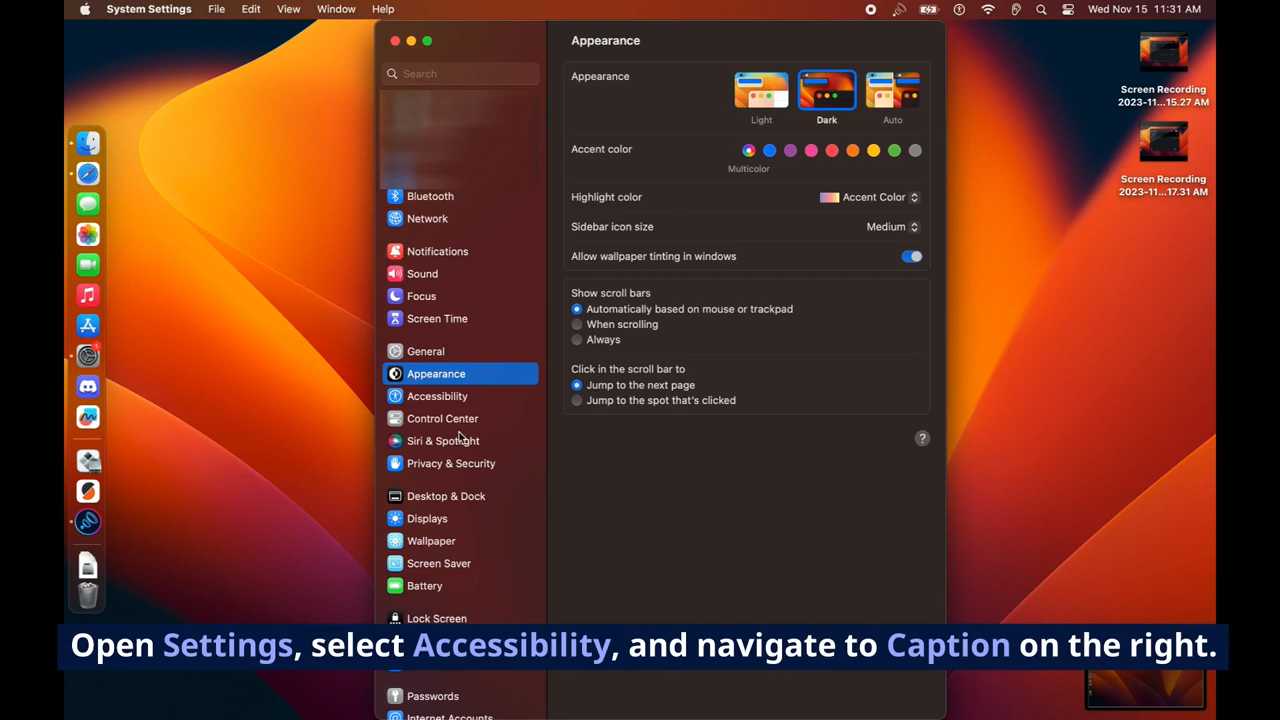 System Settings File Edit View Window Help Wed Nov 15 11:31 AM
Search
Bluetooth
Network
Notifications
Sound
Focus
Screen Time
General
Appearance
Accessibility
Control Center
Siri & Spotlight
Privacy & Security
Desktop & Dock
Displays
Wallpaper
Screen Saver
Battery
Lock Screen
Passwords
Internet Accounts
Appearance
Appearance
Light Dark Auto
Accent color
Multicolor
Highlight color Accent Color
Sidebar icon size Medium
Allow wallpaper tinting in windows
Show scroll bars
Automatically based on mouse or trackpad
When scrolling
Always
Click in the scroll bar to
Jump to the next page
Jump to the spot that's clicked
?
Screen Recording
2023-11...15.27 AM
Screen Recording
2023-11...17.31 AM
1
Open Settings, select Accessibility, and navigate to Caption on the right.